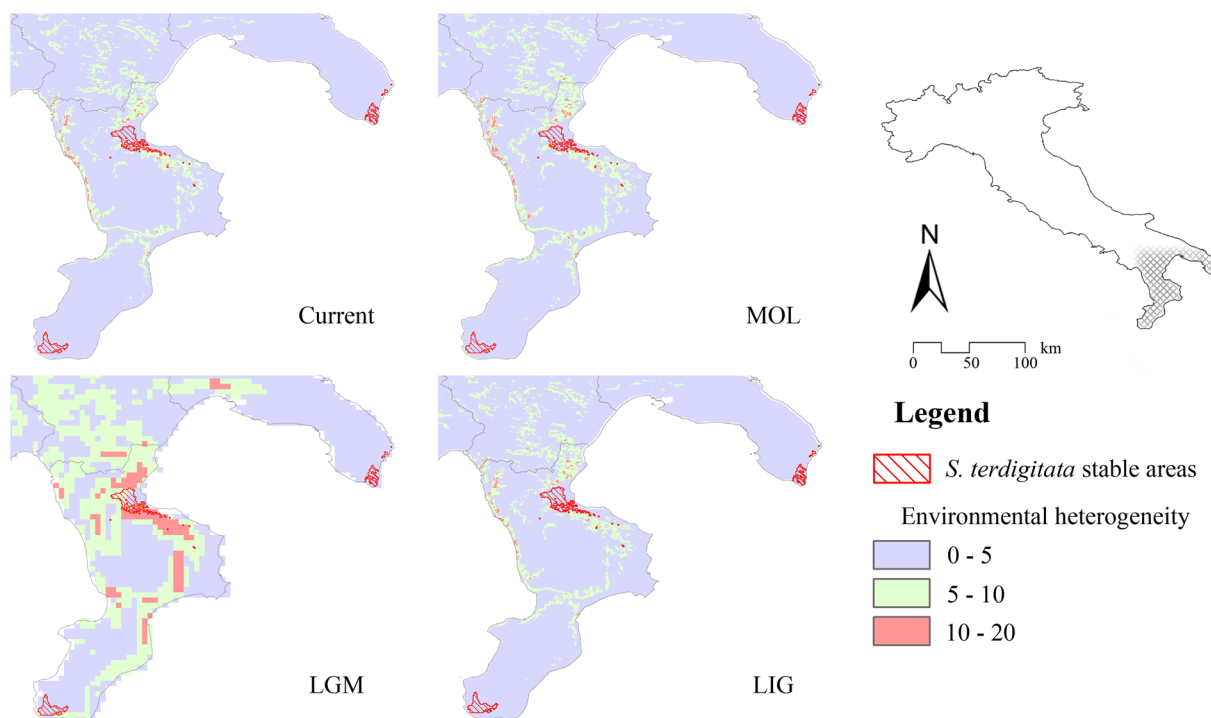 Current
MOL
LGM
LIG
N
0 25 50 100 km
Legend
S. terdigitata stable areas
Environmental heterogeneity
0 - 5
5 - 10
10 - 20